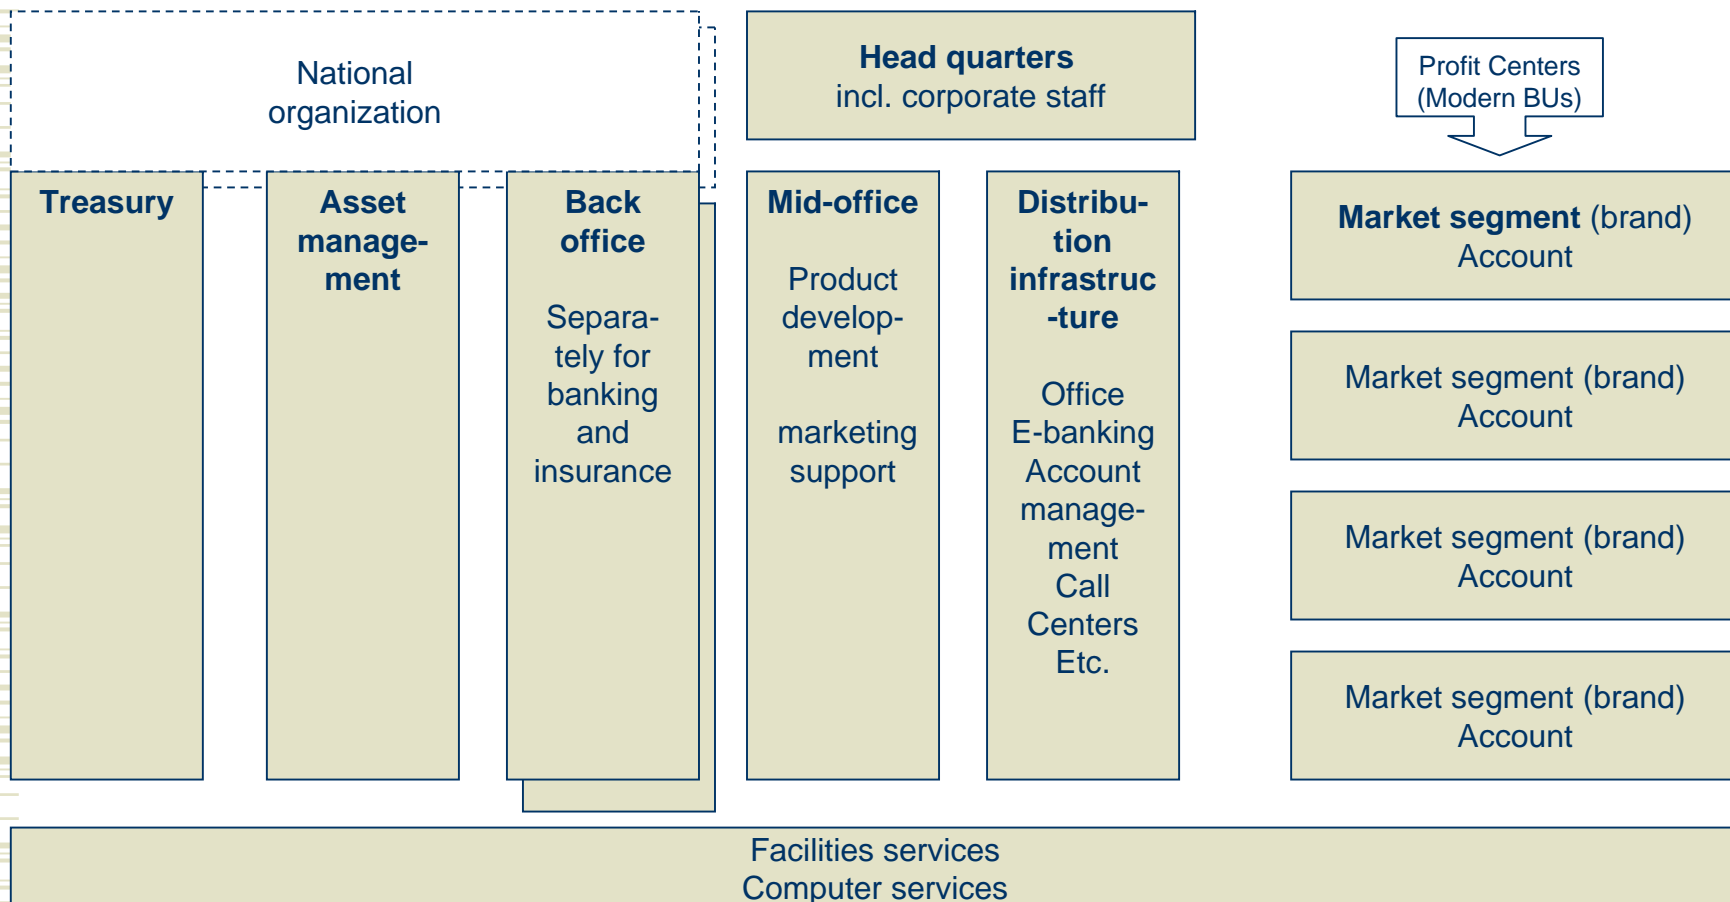 National
organization
Head quarters
incl. corporate staff
Profit Centers
(Modern BUs)
Treasury
Asset
manage-
ment
Back
office
Separa-
tely for
banking
and
insurance
Mid-office
Product
develop-
ment
marketing
support
Distribu-
tion
infrastruc
-ture
Office
E-banking
Account
manage-
ment
Call
Centers
Etc.
Market segment (brand)
Account
Market segment (brand)
Account
Market segment (brand)
Account
Market segment (brand)
Account
Facilities services
Computer services